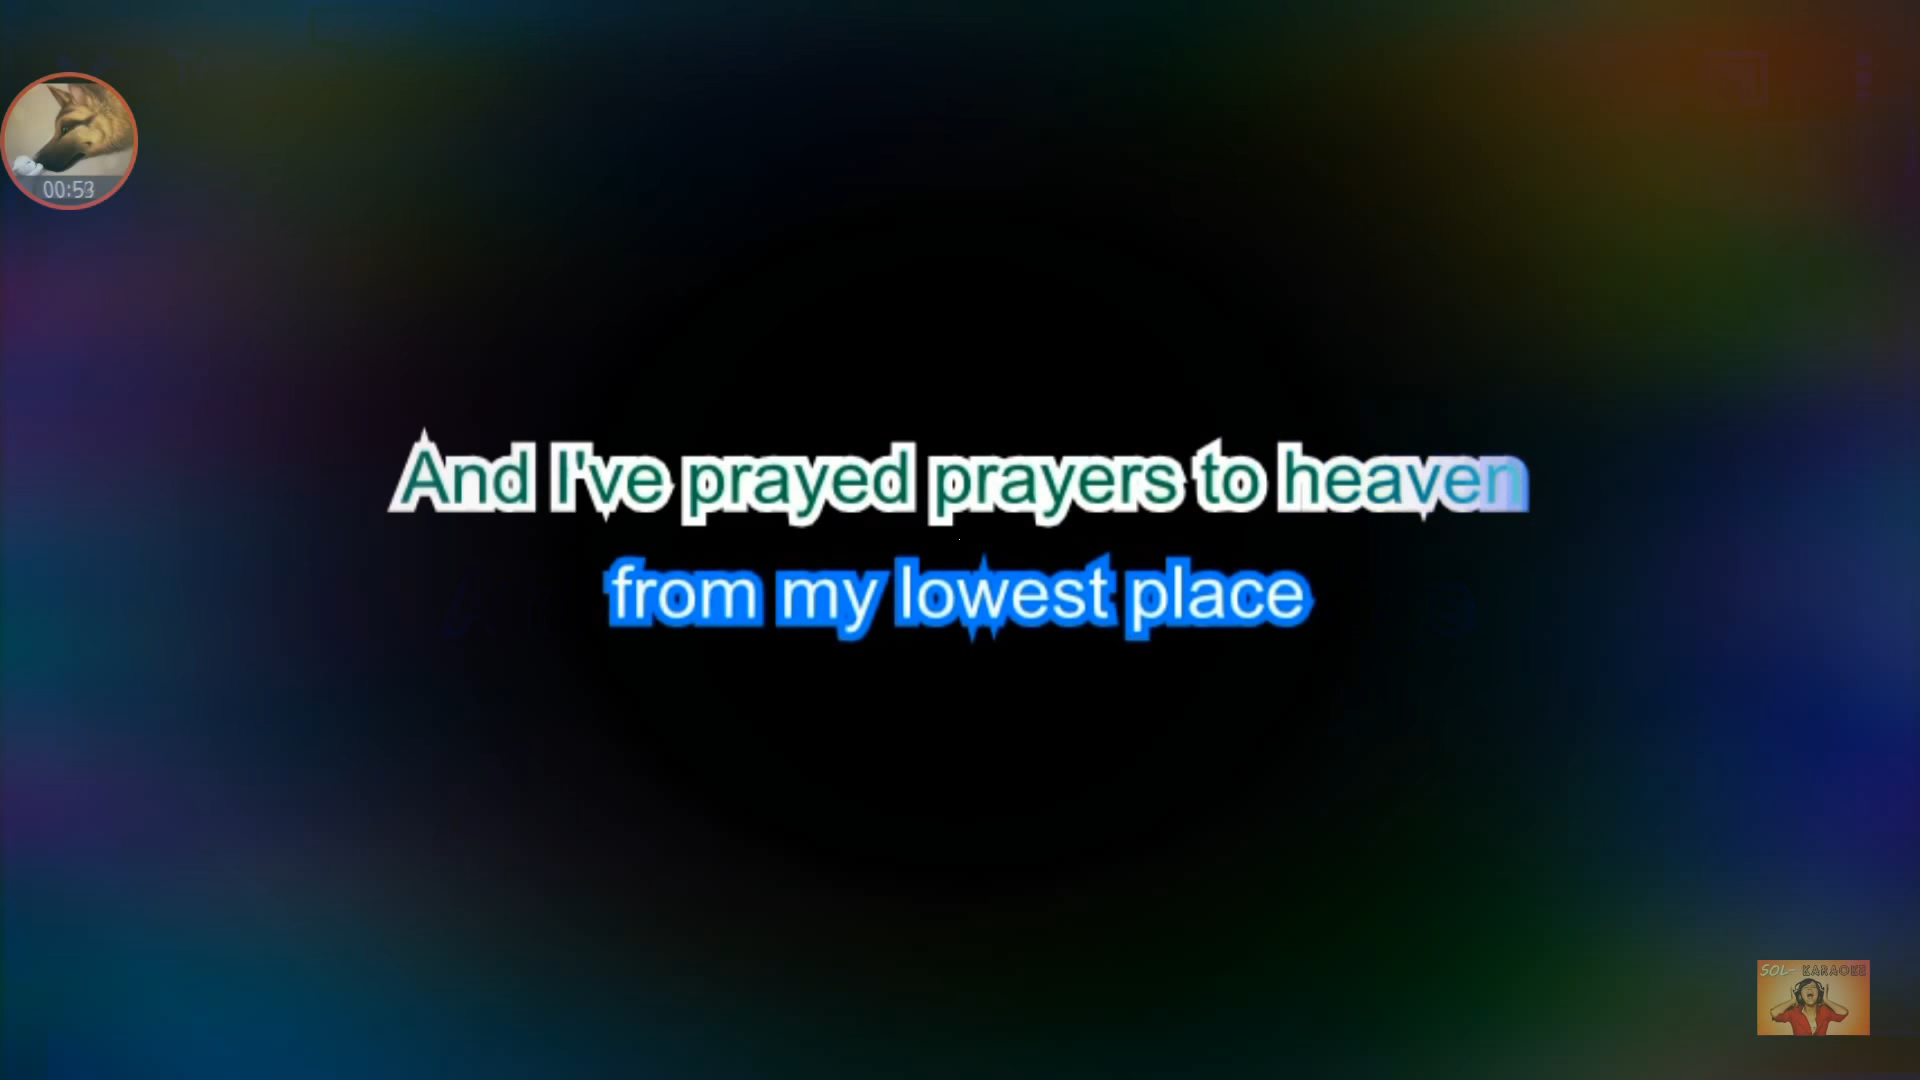 00:53
And I've prayed prayers to heaven
from my lowest place
SOL- KARAOKE